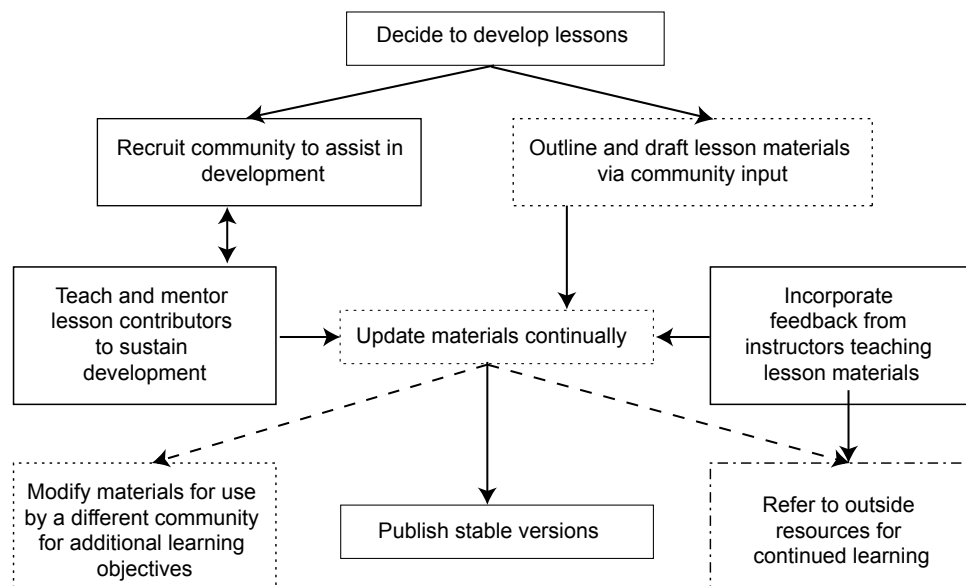 Decide to develop lessons
Recruit community to assist in
development
Outline and draft lesson materials
via community input
Teach and mentor
lesson contributors
to sustain
development
Update materials continually
Incorporate
feedback from
instructors teaching
lesson materials
Modify materials for use
by a different community
for additional learning
objectives
Publish stable versions
Refer to outside
resources for
continued learning